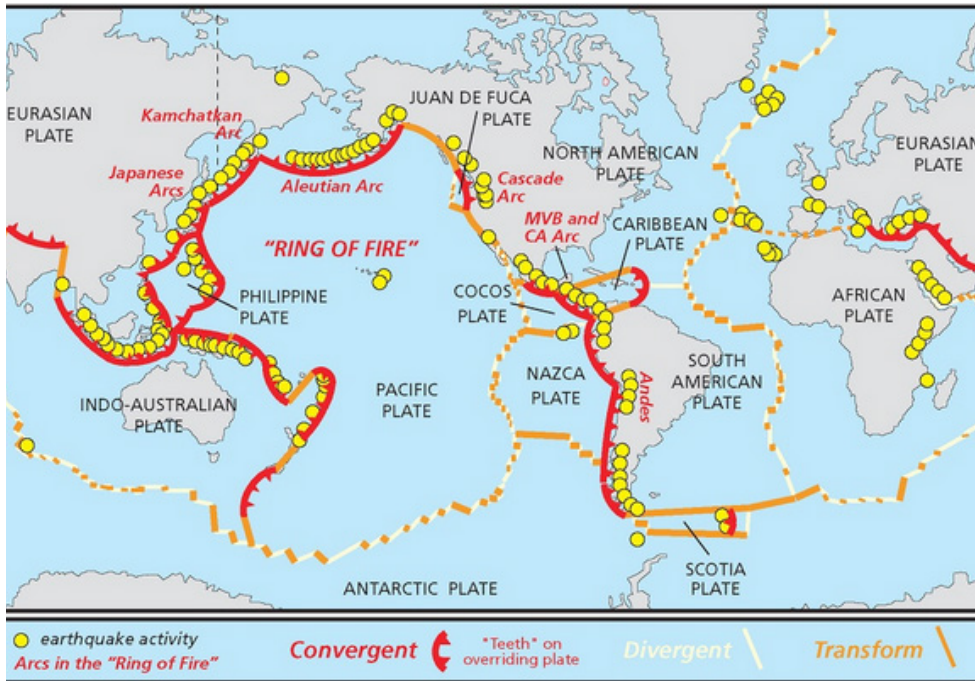 EURASIAN
PLATE
Kamchatkan
Arc
Japanese
Arcs
Aleutian Arc
JUAN DE FUCA
PLATE
NORTH AMERICAN
PLATE
EURASIAN
PLATE
Cascade
Arc
"RING OF FIRE"
MVB and
CA Arc
CARIBBEAN
PLATE
PHILIPPINE
PLATE
COCOS
PLATE
AFRICAN
PLATE
INDO-AUSTRALIAN
PLATE
PACIFIC
PLATE
NAZCA
PLATE
Andes
SOUTH
AMERICAN
PLATE
ANTARCTIC PLATE
SCOTIA
PLATE
earthquake activity
Arcs in the "Ring of Fire"
Convergent
"Teeth" on
overriding plate
Divergent
Transform